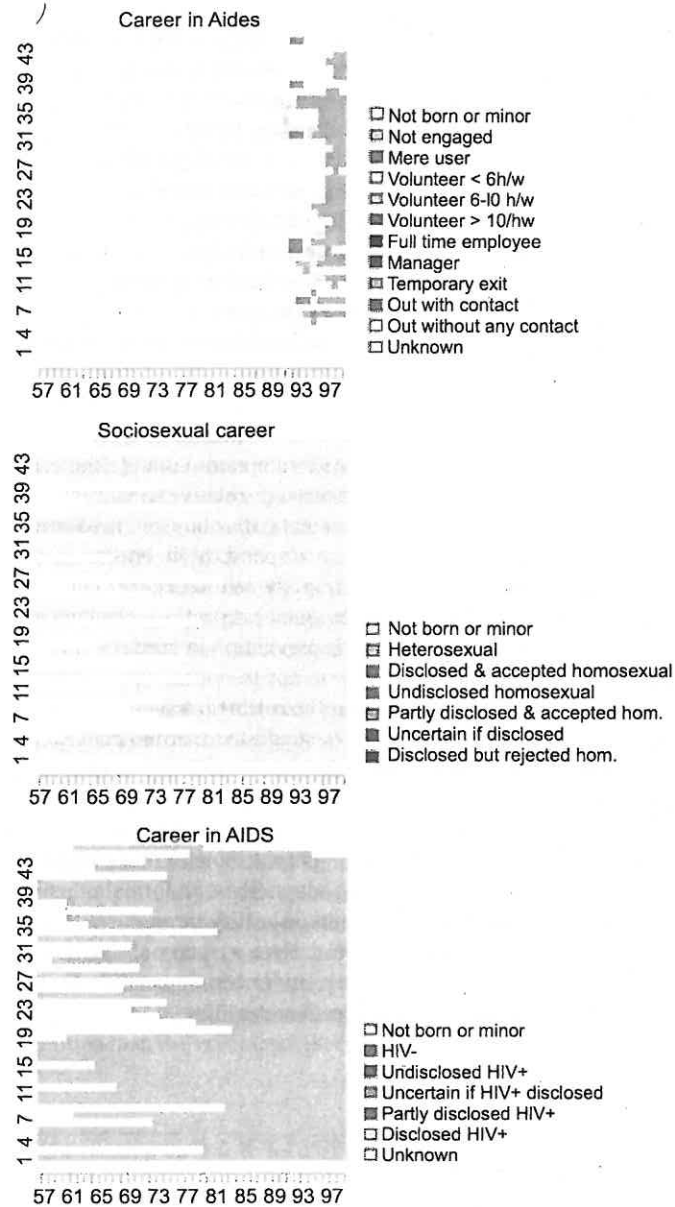 Career in Aides
43
39
35
31
27
23
19
15
11
7
4
1
57 61 65 69 73 77 81 85 89 93 97
Not born or minor
Not engaged
Mere user
Volunteer < 6h/w
Volunteer 6-l0 h/w
Volunteer > 10/hw
Full time employee
Manager
Temporary exit
Out with contact
Out without any contact
Unknown
Sociosexual career
43
39
35
31
27
23
19
15
11
7
4
1
57 61 65 69 73 77 81 85 89 93 97
Not born or minor
Heterosexual
Disclosed & accepted homosexual
Undisclosed homosexual
Partly disclosed & accepted hom.
Uncertain if disclosed
Disclosed but rejected hom.
Career in AIDS
43
39
35
31
27
23
19
15
11
7
4
1
57 61 65 69 73 77 81 85 89 93 97
Not born or minor
HIV-
Undisclosed HIV+
Uncertain if HIV+ disclosed
Partly disclosed HIV+
Disclosed HIV+
Unknown